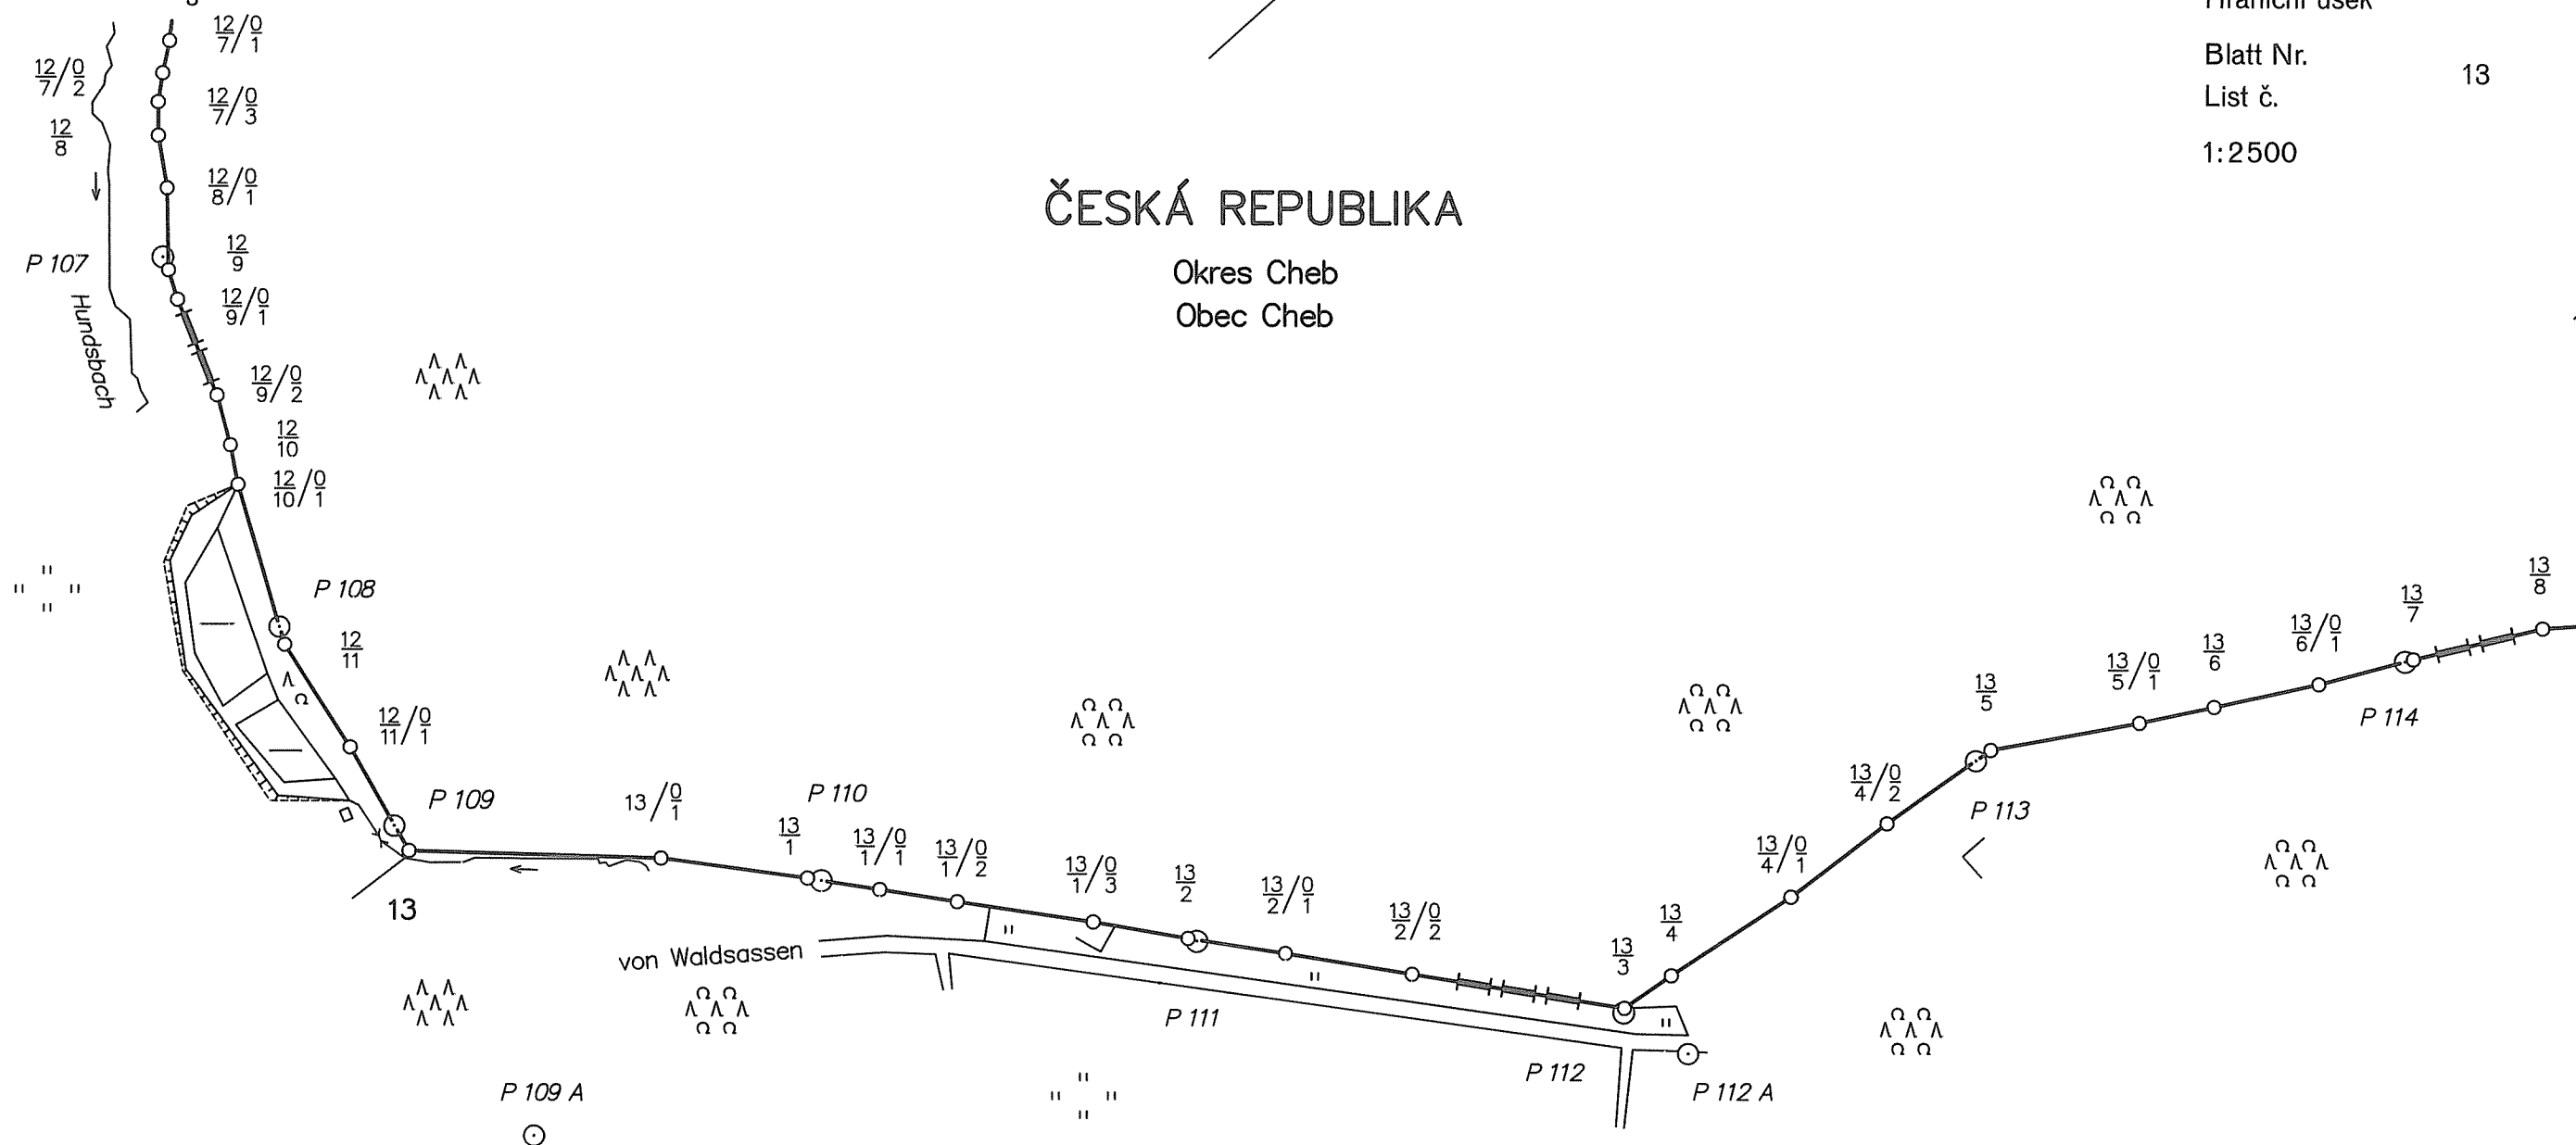 Hraniční úsek
Blatt Nr.
13
List č.
1:2500
ČESKÁ REPUBLIKA
Okres Cheb
Obec Cheb
12/7/0/1
12/7/0/2
12/7/0/3
12/8
12/8/0/1
12/9
P 107
12/9/0/1
Hundsbach
12/9/0/2
12/10
12/10/0/1
P 108
12/11
12/11/0/1
P 109
13
13/0/1
P 110
13/1
13/1/0/1
13/1/0/2
13/1/0/3
13/2
13/2/0/1
13/2/0/2
13/3
13/4
13/4/0/1
13/4/0/2
13/5
P 113
13/5/0/1
13/6
13/6/0/1
13/7
P 114
13/8
von Waldsassen
P 111
P 112
P 112 A
P 109 A